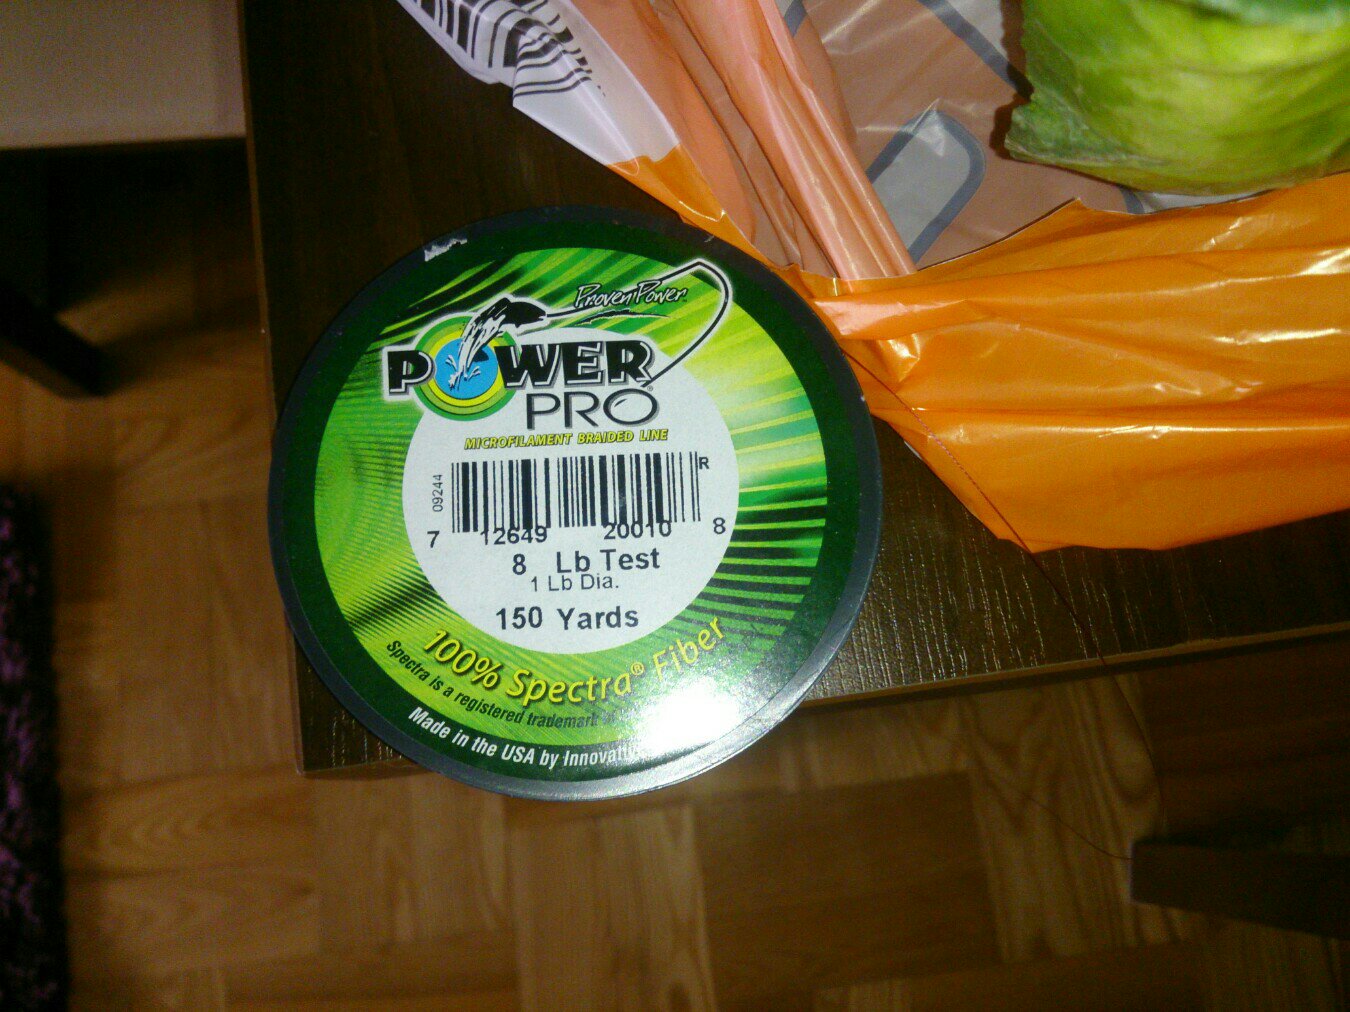 ProvenPower
POWER
PRO®
MICROFILAMENT BRAIDED LINE
R
09244
7 12649 20010 8
8 Lb Test
1 Lb Dia.
150 Yards
100% Spectra® Fiber
Spectra is a registered trademark
Made in the USA by